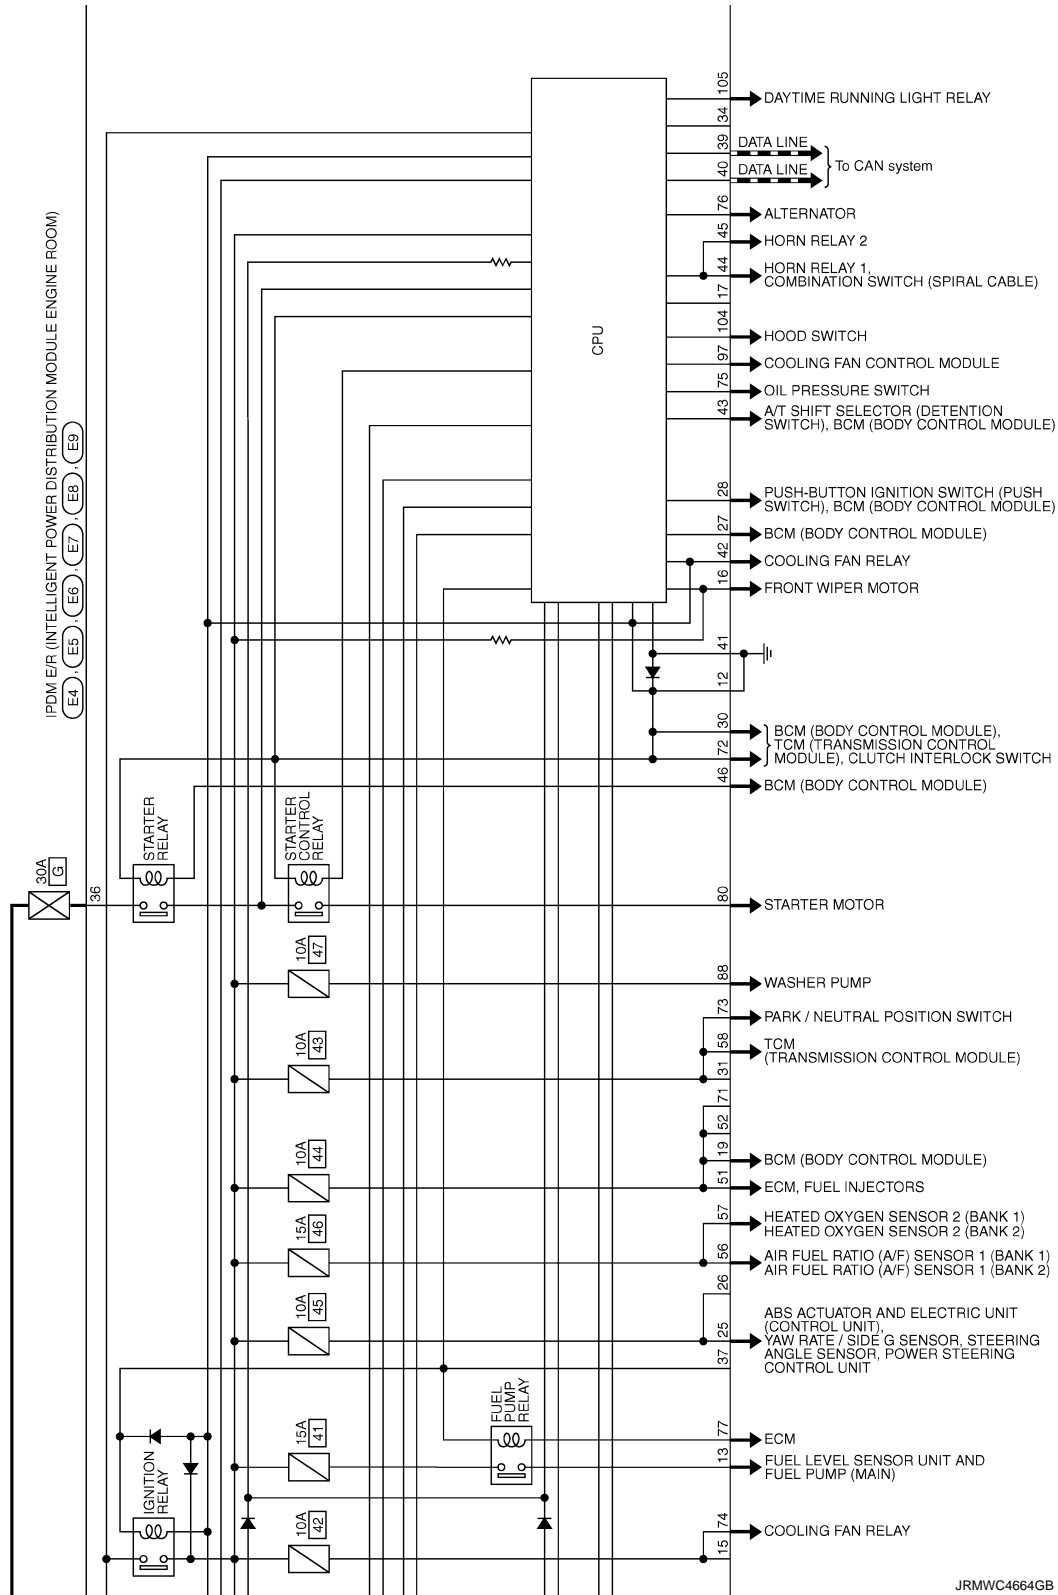 IPDM E/R (INTELLIGENT POWER DISTRIBUTION MODULE ENGINE ROOM)
E4 , E5 , E6 , E7 , E8 , E9
CPU
105
DAYTIME RUNNING LIGHT RELAY
34
39
DATA LINE
40
DATA LINE
To CAN system
76
ALTERNATOR
45
HORN RELAY 2
44
HORN RELAY 1,
COMBINATION SWITCH (SPIRAL CABLE)
17
104
HOOD SWITCH
97
COOLING FAN CONTROL MODULE
75
OIL PRESSURE SWITCH
43
A/T SHIFT SELECTOR (DETENTION
SWITCH), BCM (BODY CONTROL MODULE)
28
PUSH-BUTTON IGNITION SWITCH (PUSH
SWITCH), BCM (BODY CONTROL MODULE)
27
BCM (BODY CONTROL MODULE)
42
COOLING FAN RELAY
16
FRONT WIPER MOTOR
41
12
30
72
BCM (BODY CONTROL MODULE),
TCM (TRANSMISSION CONTROL
MODULE), CLUTCH INTERLOCK SWITCH
46
BCM (BODY CONTROL MODULE)
STARTER
RELAY
STARTER
CONTROL
RELAY
30A
G
36
80
STARTER MOTOR
10A
47
88
WASHER PUMP
73
PARK / NEUTRAL POSITION SWITCH
10A
43
58
TCM
(TRANSMISSION CONTROL MODULE)
31
71
52
10A
44
19
BCM (BODY CONTROL MODULE)
51
ECM, FUEL INJECTORS
15A
46
57
HEATED OXYGEN SENSOR 2 (BANK 1)
HEATED OXYGEN SENSOR 2 (BANK 2)
56
AIR FUEL RATIO (A/F) SENSOR 1 (BANK 1)
AIR FUEL RATIO (A/F) SENSOR 1 (BANK 2)
26
10A
45
25
ABS ACTUATOR AND ELECTRIC UNIT
(CONTROL UNIT),
YAW RATE / SIDE G SENSOR, STEERING
ANGLE SENSOR, POWER STEERING
CONTROL UNIT
37
FUEL
PUMP
RELAY
15A
41
77
ECM
13
FUEL LEVEL SENSOR UNIT AND
FUEL PUMP (MAIN)
IGNITION
RELAY
10A
42
74
COOLING FAN RELAY
15
JRMWC4664GB